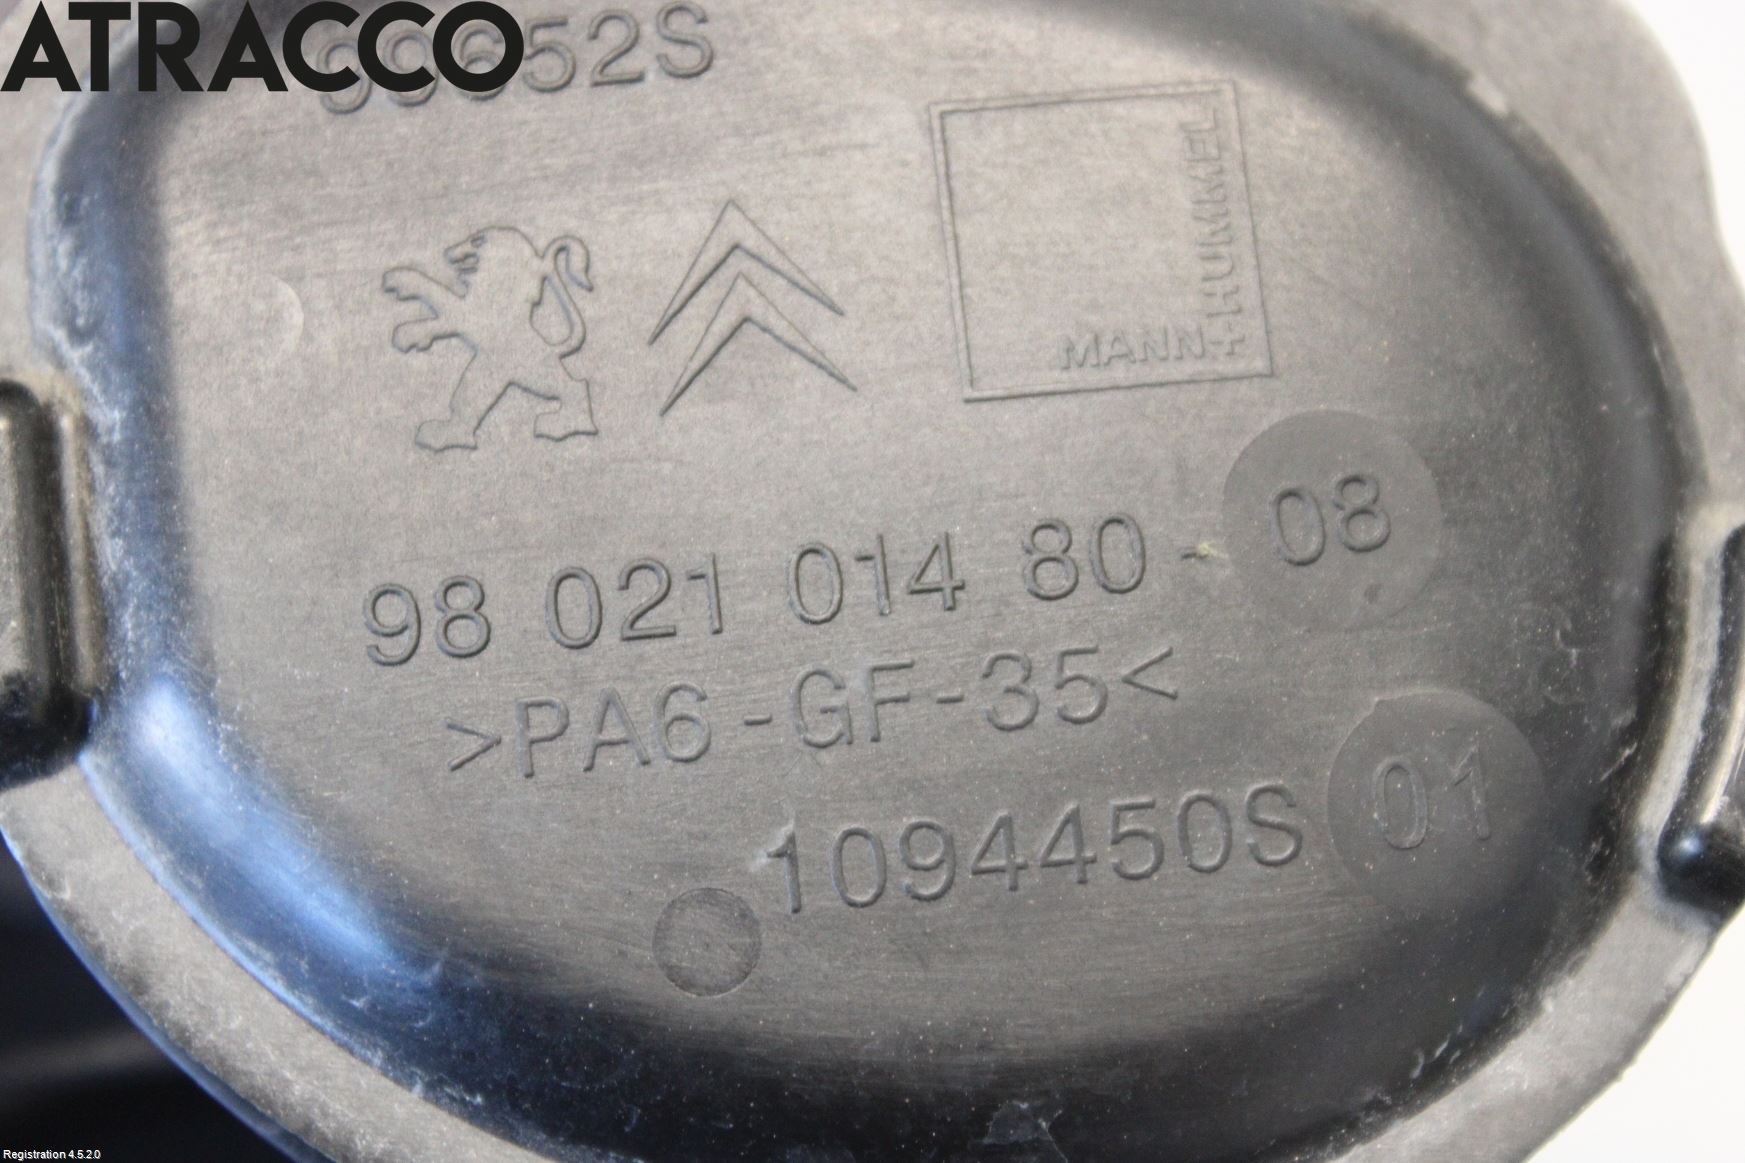 ATRACCO
52S
MANN+HUMMEL
98 021 014 80 - 08
>PA6-GF-35<
1094450S 01
Registration 4.5.2.0